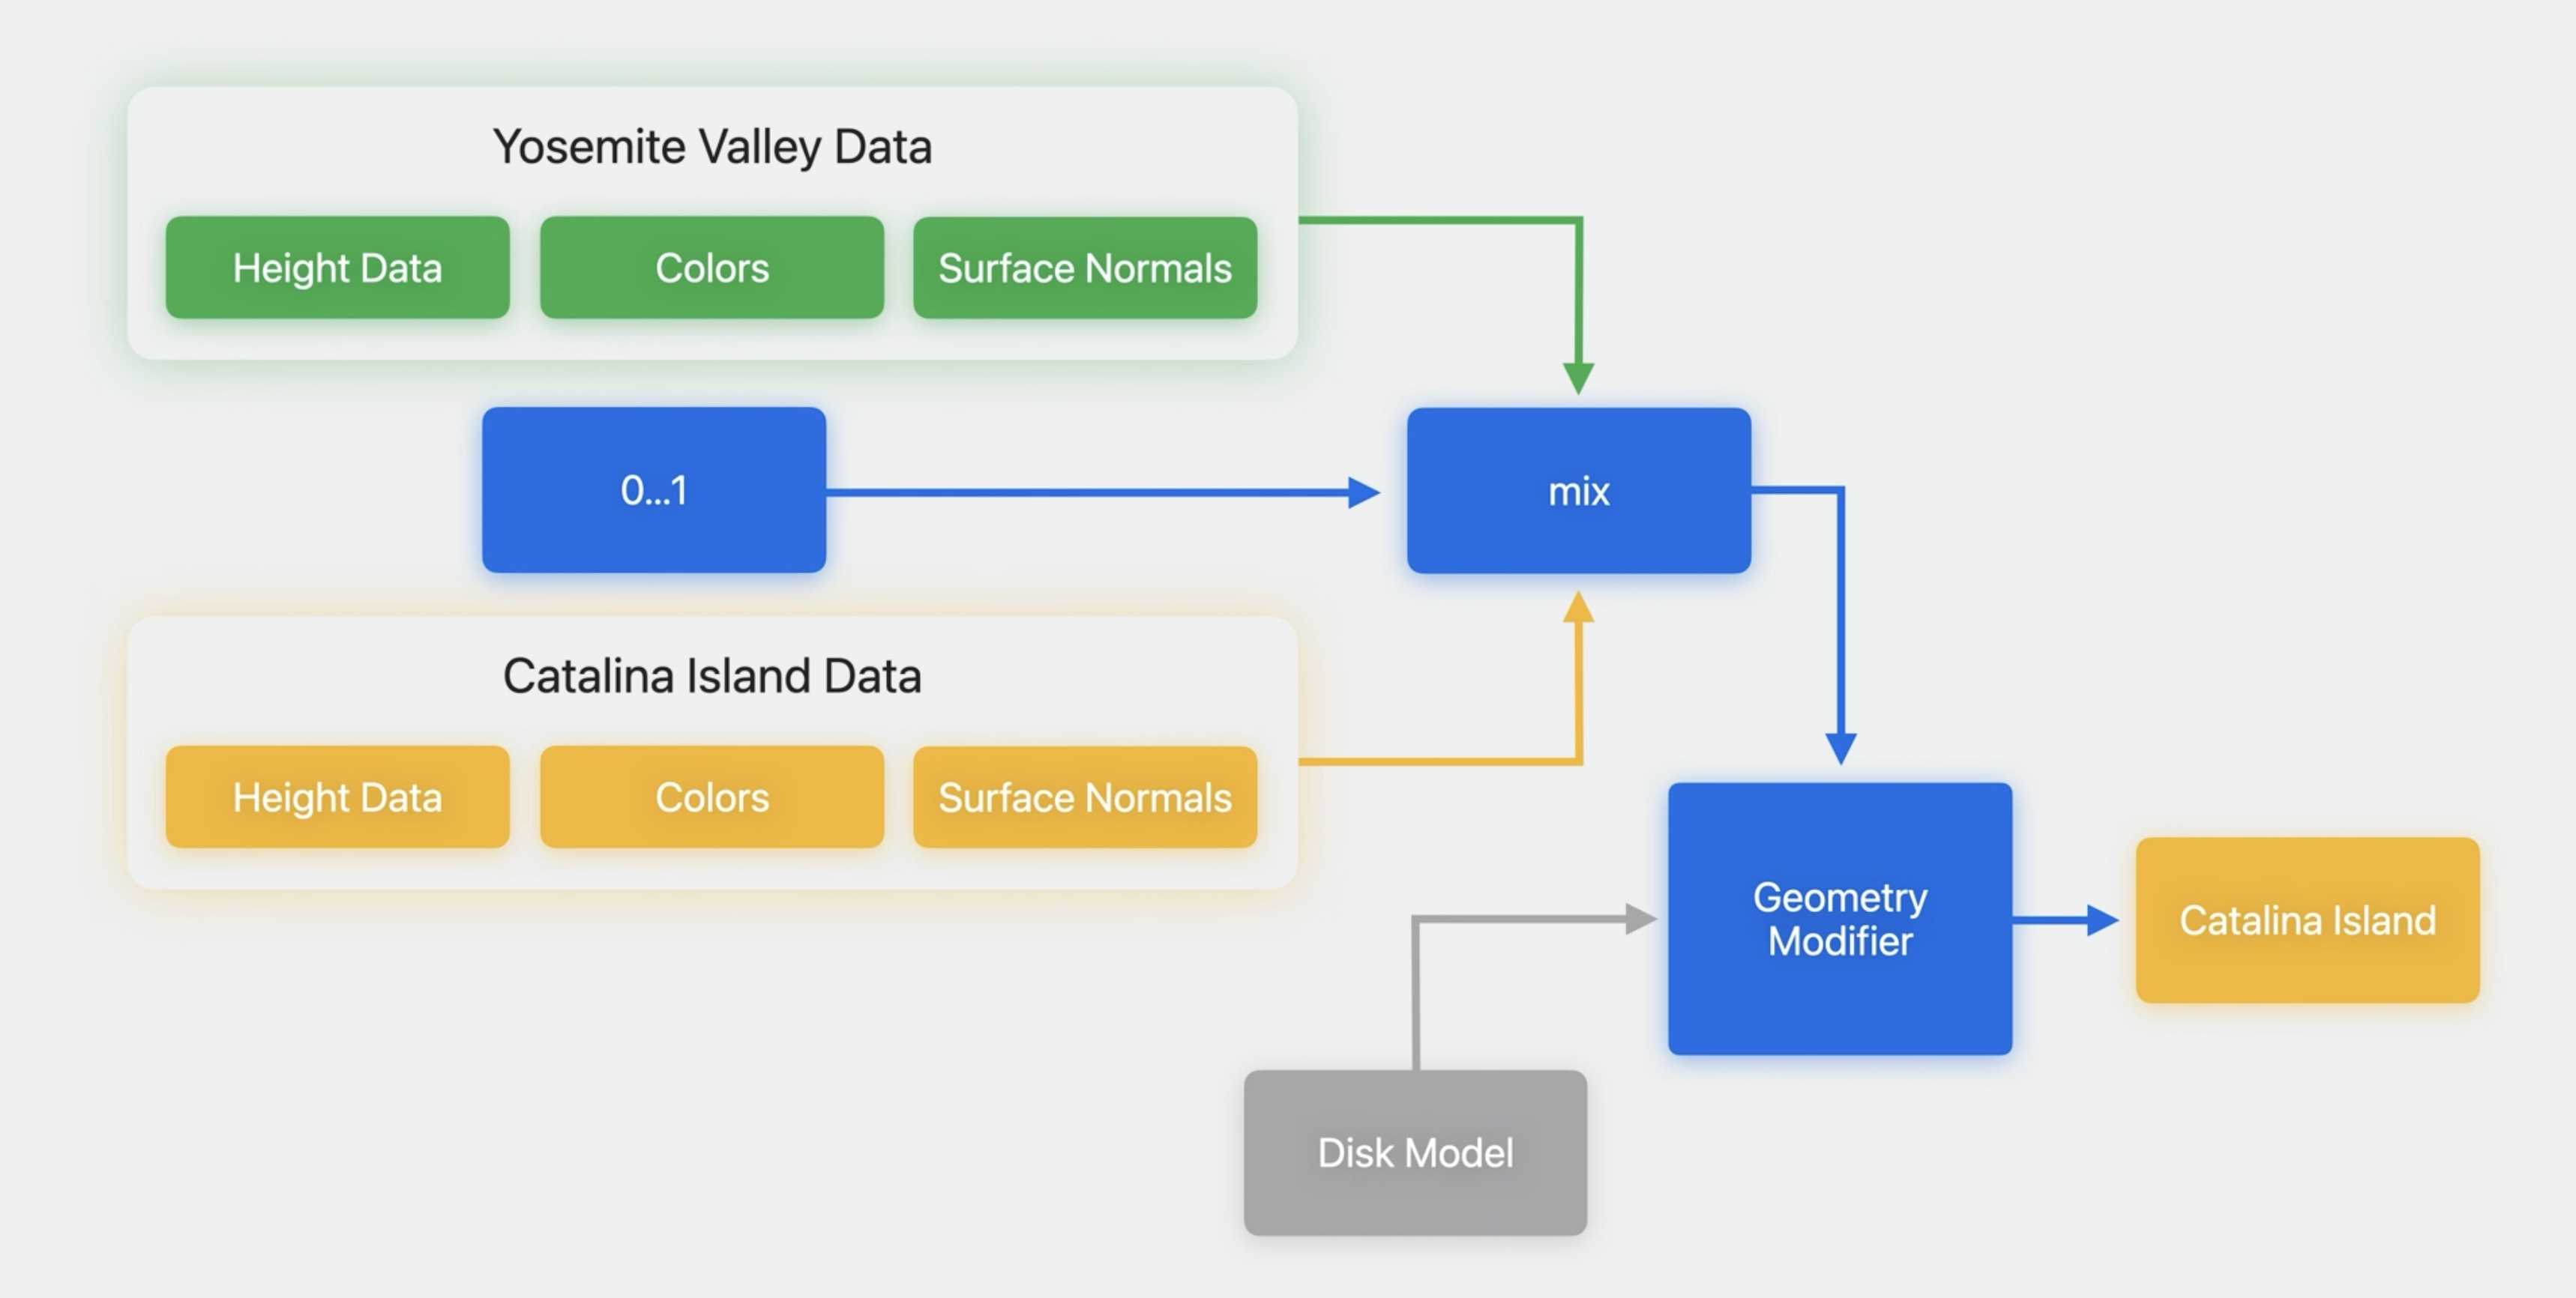 Yosemite Valley Data
Height Data
Colors
Surface Normals
0...1
mix
Catalina Island Data
Height Data
Colors
Surface Normals
Geometry
Modifier
Catalina Island
Disk Model